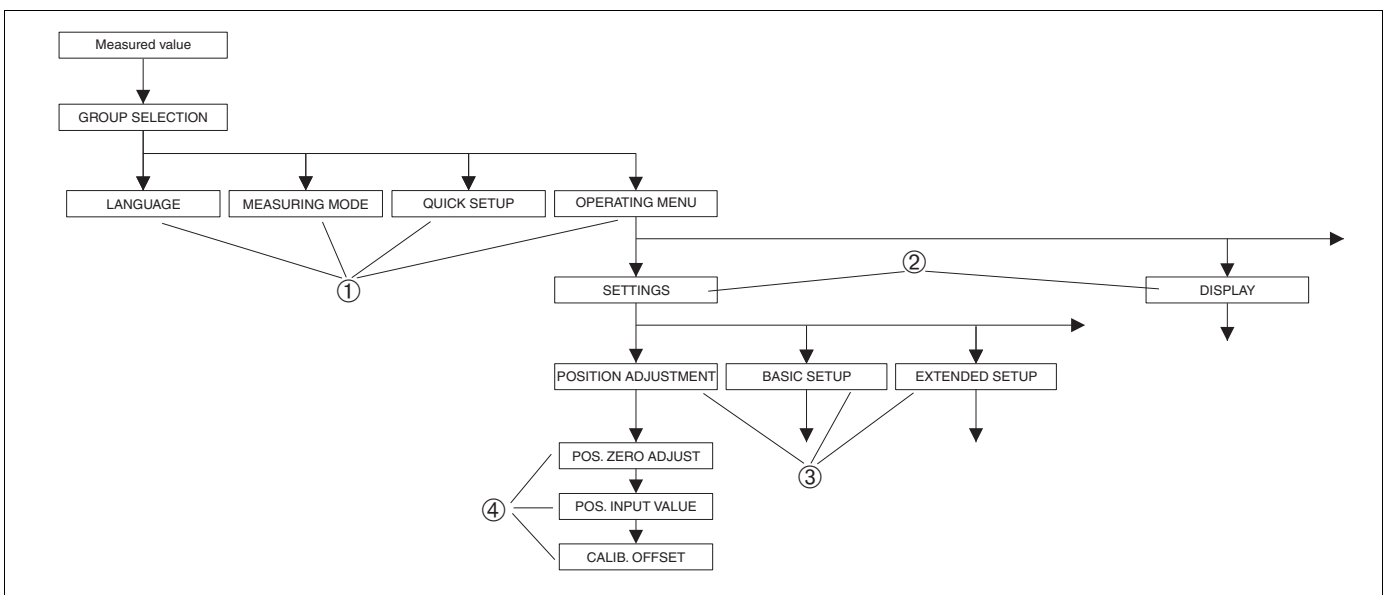 Measured value
GROUP SELECTION
LANGUAGE
MEASURING MODE
QUICK SETUP
OPERATING MENU
①
②
SETTINGS
DISPLAY
POSITION ADJUSTMENT
BASIC SETUP
EXTENDED SETUP
POS. ZERO ADJUST
③
④
POS. INPUT VALUE
CALIB. OFFSET